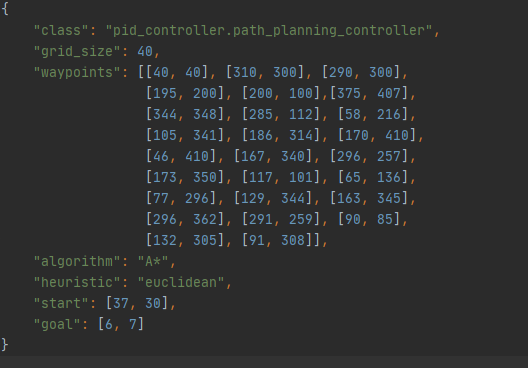 {
"class": "pid_controller.path_planning_controller",
"grid_size": 40,
"waypoints": [[40, 40], [310, 300], [290, 300],
[195, 200], [200, 100],[375, 407],
[344, 348], [285, 112], [58, 216],
[105, 341], [186, 314], [170, 410],
[46, 410], [167, 340], [296, 257],
[173, 350], [117, 101], [65, 136],
[77, 296], [129, 344], [163, 345],
[296, 362], [291, 259], [90, 85],
[132, 305], [91, 308]],
"algorithm": "A*",
"heuristic": "euclidean",
"start": [37, 30],
"goal": [6, 7]
}